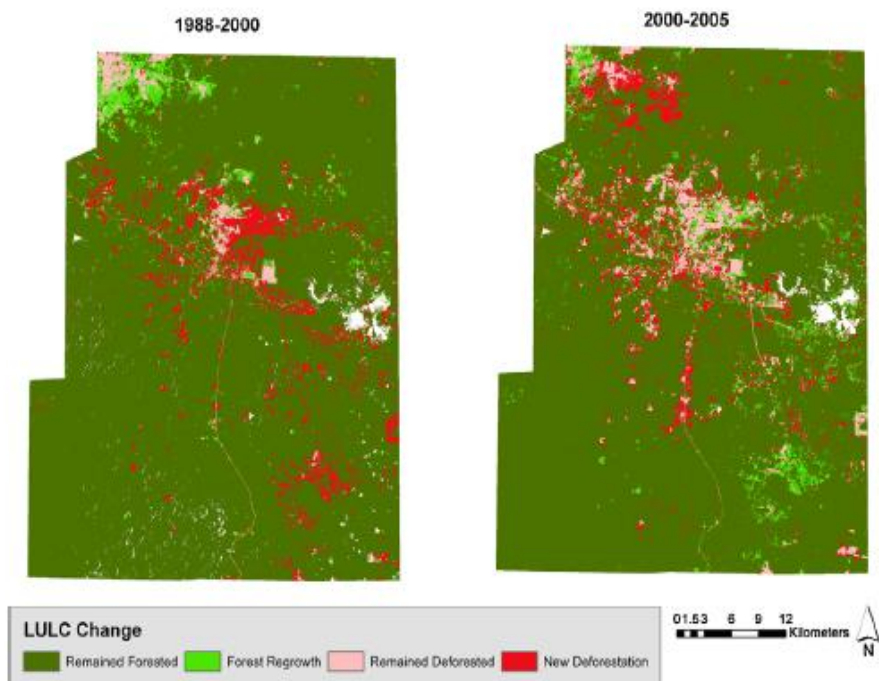 1988-2000
2000-2005
LULC Change
Remained Forested
Forest Regrowth
Remained Deforested
New Deforestation
0 1.5 3 6 9 12
Kilometers
N